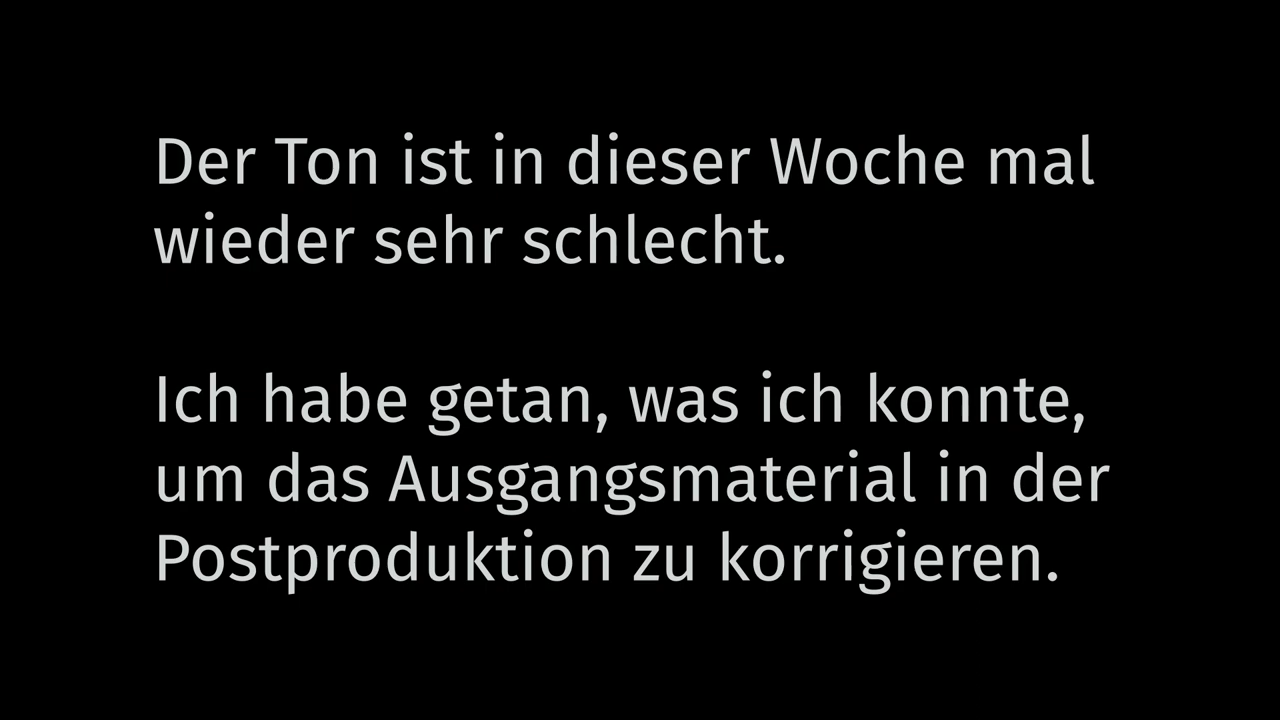 Der Ton ist in dieser Woche mal
wieder sehr schlecht.
Ich habe getan, was ich konnte,
um das Ausgangsmaterial in der
Postproduktion zu korrigieren.